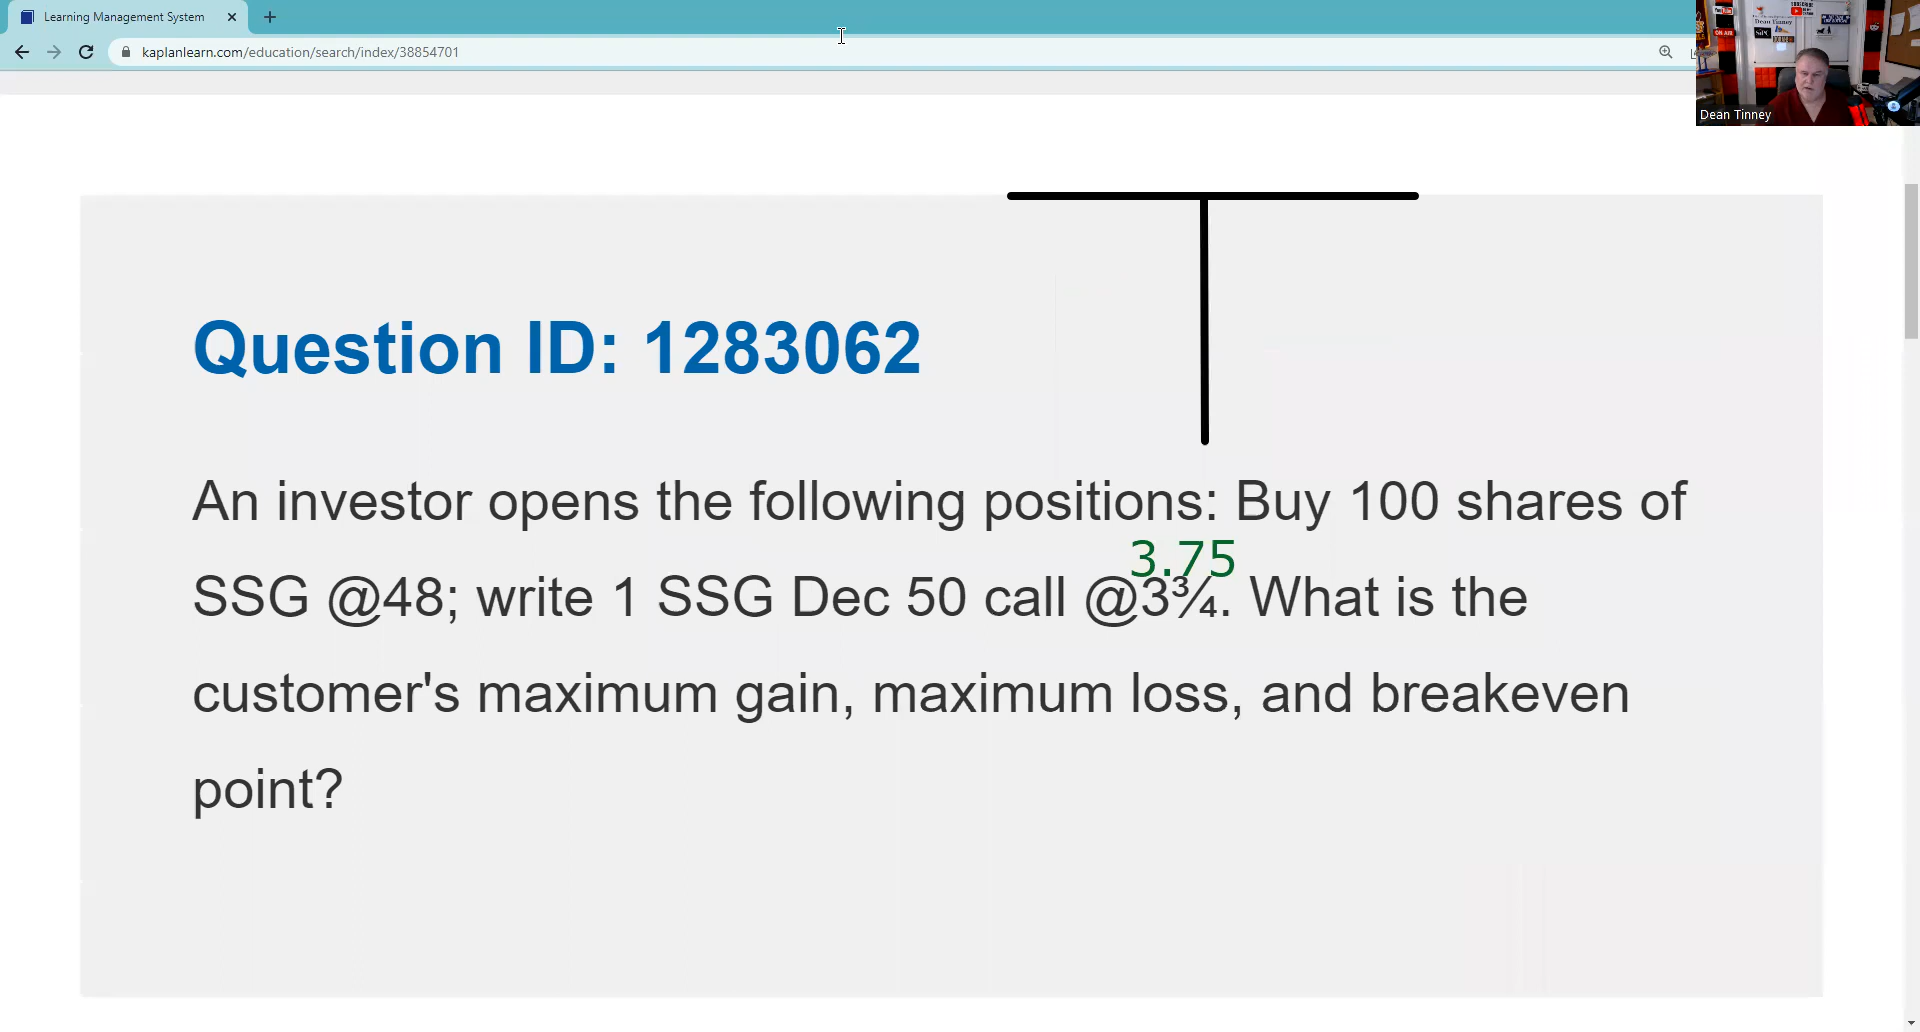 Learning Management System
kaplanlearn.com/education/search/index/38854701
Dean Tinney
Question ID: 1283062
An investor opens the following positions: Buy 100 shares of
3.75
SSG @48; write 1 SSG Dec 50 call @3¾. What is the
customer's maximum gain, maximum loss, and breakeven
point?